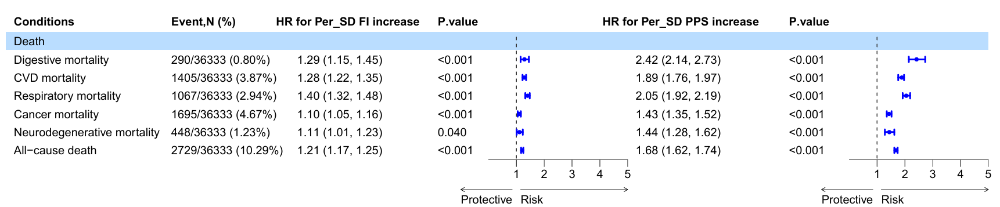 Conditions Event,N (%) HR for Per_SD FI increase P.value HR for Per_SD PPS increase P.value
Death
Digestive mortality 290/36333 (0.80%) 1.29 (1.15, 1.45) <0.001 2.42 (2.14, 2.73) <0.001
CVD mortality 1405/36333 (3.87%) 1.28 (1.22, 1.35) <0.001 1.89 (1.76, 1.97) <0.001
Respiratory mortality 1067/36333 (2.94%) 1.40 (1.32, 1.48) <0.001 2.05 (1.92, 2.19) <0.001
Cancer mortality 1695/36333 (4.67%) 1.10 (1.05, 1.16) <0.001 1.43 (1.35, 1.52) <0.001
Neurodegenerative mortality 448/36333 (1.23%) 1.11 (1.01, 1.23) 0.040 1.44 (1.28, 1.62) <0.001
All−cause death 2729/36333 (10.29%) 1.21 (1.17, 1.25) <0.001 1.68 (1.62, 1.74) <0.001
1 2 3 4 5 1 2 3 4 5
Protective Risk Protective Risk